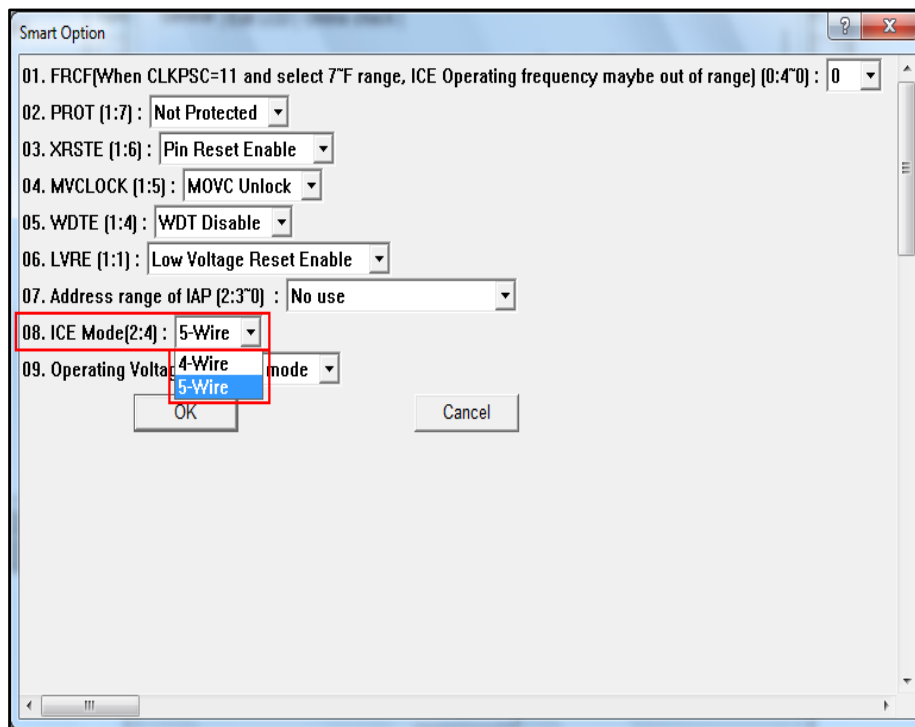 Smart Option
01. FRCF(When CLKPSC=11 and select 7~F range, ICE Operating frequency maybe out of range) (0:4~0) : 0
02. PROT (1:7) : Not Protected
03. XRSTE (1:6) : Pin Reset Enable
04. MVCLOCK (1:5) : MOVC Unlock
05. WDTE (1:4) : WDT Disable
06. LVRE (1:1) : Low Voltage Reset Enable
07. Address range of IAP (2:3~0) : No use
08. ICE Mode(2:4) : 5-Wire
4-Wire
09. Operating mode
5-Wire
OK Cancel